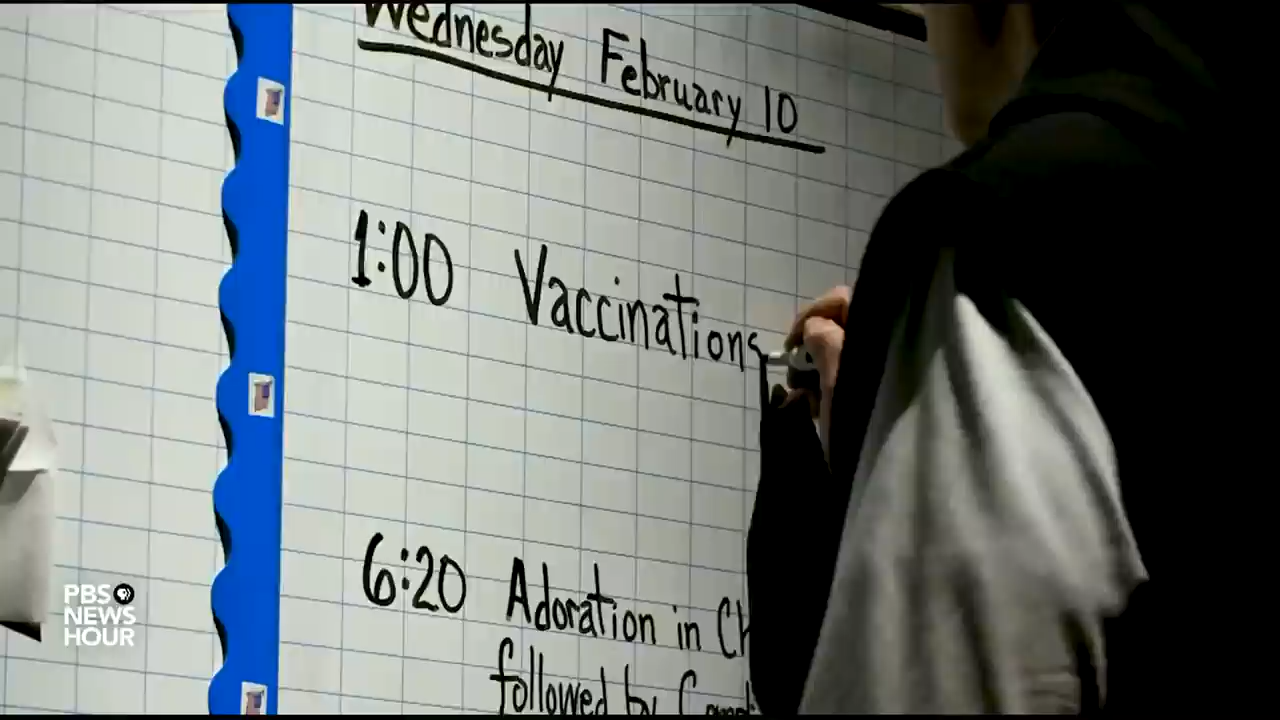 Wednesday February 10
1:00 Vaccinations
6:20 Adoration in
followed by
PBS
NEWS
HOUR